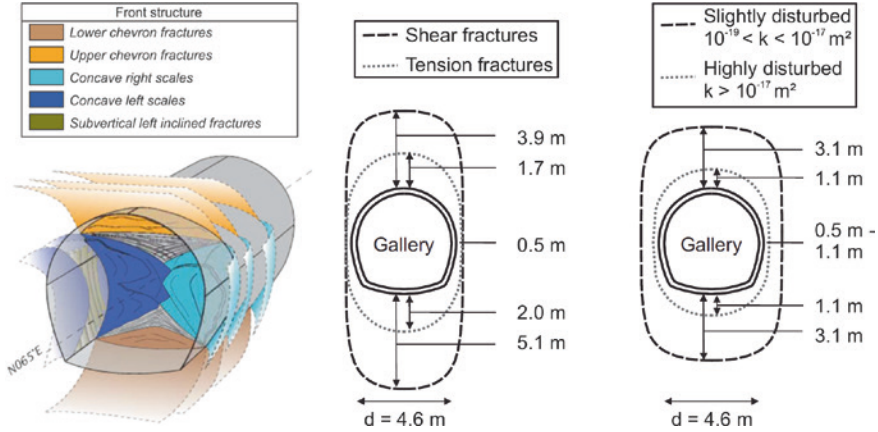 Front structure
Lower chevron fractures
Upper chevron fractures
Concave right scales
Concave left scales
Subvertical left inclined fractures
N065°E
Shear fractures
Tension fractures
3.9 m
1.7 m
Gallery
0.5 m
2.0 m
5.1 m
d = 4.6 m
Slightly disturbed
10⁻¹⁹ < k < 10⁻¹⁷ m²
Highly disturbed
k > 10⁻¹⁷ m²
3.1 m
1.1 m
Gallery
0.5 m -
1.1 m
1.1 m
3.1 m
d = 4.6 m